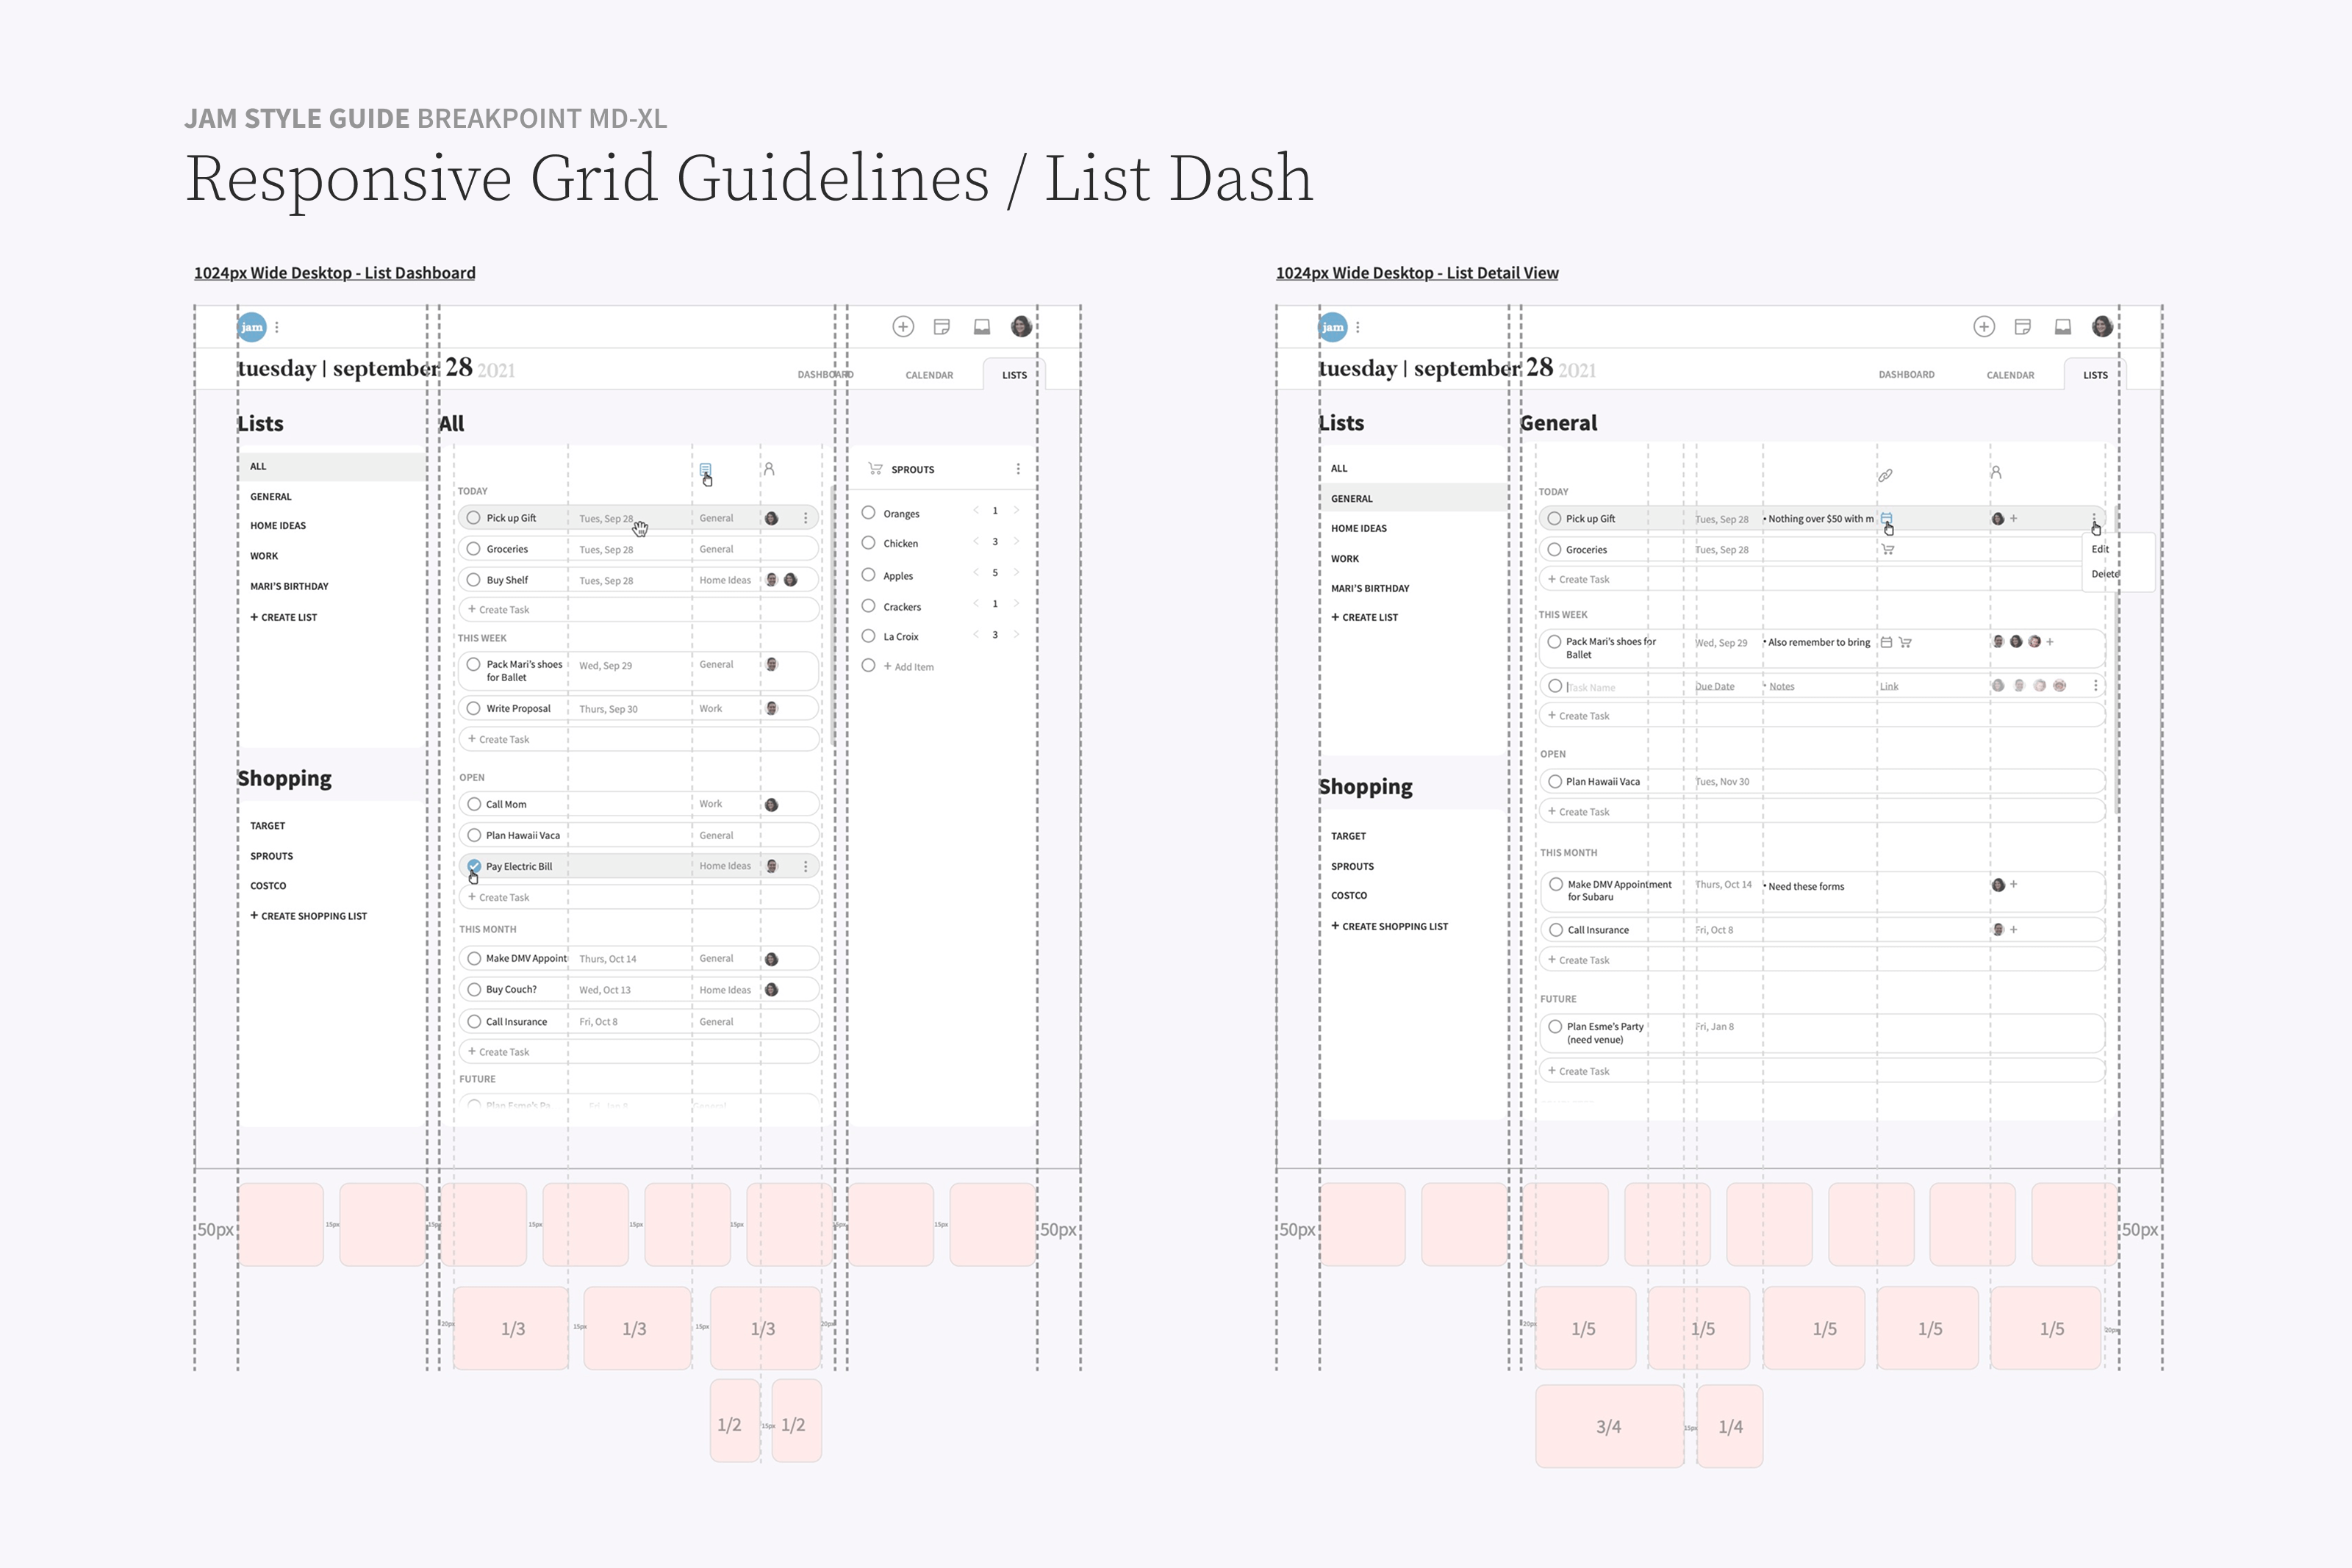 JAM STYLE GUIDE BREAKPOINT MD-XL
Responsive Grid Guidelines / List Dash
1024px Wide Desktop - List Dashboard
jam
tuesday | september 28 2021
DASHBOARD
CALENDAR
LISTS
Lists
ALL
GENERAL
HOME IDEAS
WORK
MARI'S BIRTHDAY
+ CREATE LIST
Shopping
TARGET
SPROUTS
COSTCO
+ CREATE SHOPPING LIST
All
TODAY
Pick up Gift Tues, Sep 28 General
Groceries Tues, Sep 28 General
Buy Shelf Tues, Sep 28 Home Ideas
+ Create Task
THIS WEEK
Pack Mari's shoes Wed, Sep 29 General
for Ballet
Write Proposal Thurs, Sep 30 Work
+ Create Task
OPEN
Call Mom Work
Plan Hawaii Vaca General
Pay Electric Bill Home Ideas
+ Create Task
THIS MONTH
Make DMV Appoint Thurs, Oct 14 General
Buy Couch? Wed, Oct 13 Home Ideas
Call Insurance Fri, Oct 8 General
+ Create Task
FUTURE
Plan Esme's Pa Fri, Jan 8 General
SPROUTS
Oranges < 1 >
Chicken < 3 >
Apples < 5 >
Crackers < 1 >
La Croix < 3 >
+ Add Item
50px 15px 15px 15px 15px 15px 15px 15px 50px
20px 1/3 15px 1/3 15px 1/3 20px
1/2 15px 1/2
1024px Wide Desktop - List Detail View
jam
tuesday | september 28 2021
DASHBOARD
CALENDAR
LISTS
Lists
ALL
GENERAL
HOME IDEAS
WORK
MARI'S BIRTHDAY
+ CREATE LIST
Shopping
TARGET
SPROUTS
COSTCO
+ CREATE SHOPPING LIST
General
TODAY
Pick up Gift Tues, Sep 28 • Nothing over $50 with m +
Groceries Tues, Sep 28
+ Create Task
Edit
Delete
THIS WEEK
Pack Mari's shoes for Wed, Sep 29 • Also remember to bring +
Ballet
Task Name Due Date • Notes Link
+ Create Task
OPEN
Plan Hawaii Vaca Tues, Nov 30
+ Create Task
THIS MONTH
Make DMV Appointment Thurs, Oct 14 • Need these forms +
for Subaru
Call Insurance Fri, Oct 8 +
+ Create Task
FUTURE
Plan Esme's Party Fri, Jan 8
(need venue)
+ Create Task
50px 50px
20px 1/5 1/5 1/5 1/5 1/5 20px
3/4 15px 1/4